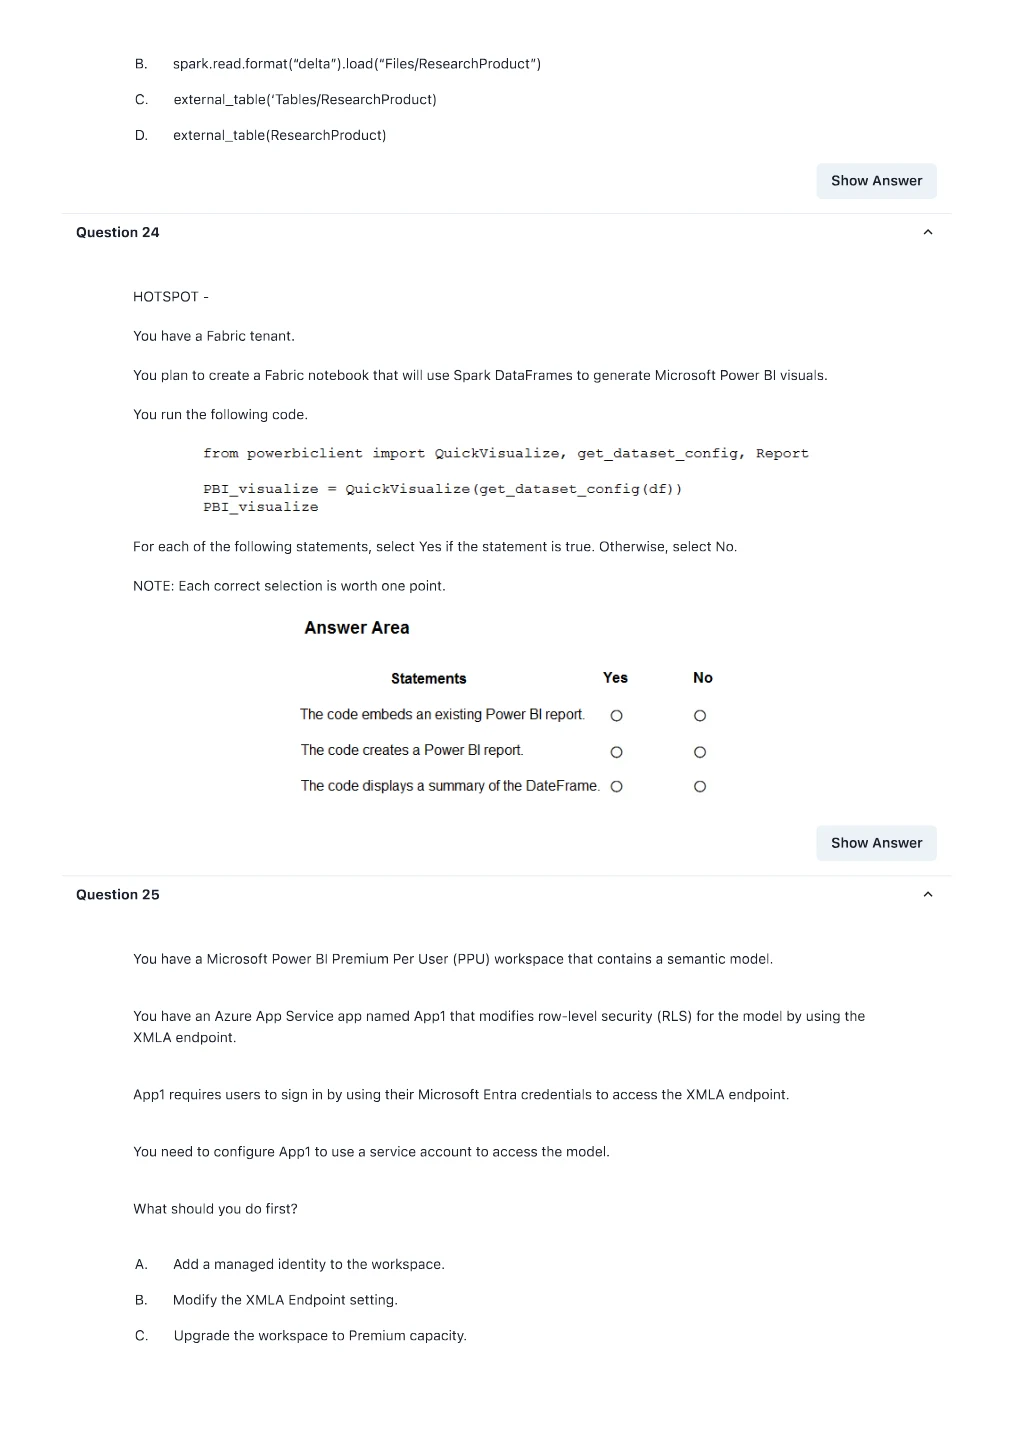 B. spark.read.format(“delta”).load(“Files/ResearchProduct”)
C. external_table(‘Tables/ResearchProduct)
D. external_table(ResearchProduct)
Show Answer
Question 24
HOTSPOT -
You have a Fabric tenant.
You plan to create a Fabric notebook that will use Spark DataFrames to generate Microsoft Power BI visuals.
You run the following code.
from powerbiclient import QuickVisualize, get_dataset_config, Report
PBI_visualize = QuickVisualize(get_dataset_config(df))
PBI_visualize
For each of the following statements, select Yes if the statement is true. Otherwise, select No.
NOTE: Each correct selection is worth one point.
Answer Area
Statements Yes No
The code embeds an existing Power BI report.
The code creates a Power BI report.
The code displays a summary of the DateFrame.
Show Answer
Question 25
You have a Microsoft Power BI Premium Per User (PPU) workspace that contains a semantic model.
You have an Azure App Service app named App1 that modifies row-level security (RLS) for the model by using the
XMLA endpoint.
App1 requires users to sign in by using their Microsoft Entra credentials to access the XMLA endpoint.
You need to configure App1 to use a service account to access the model.
What should you do first?
A. Add a managed identity to the workspace.
B. Modify the XMLA Endpoint setting.
C. Upgrade the workspace to Premium capacity.